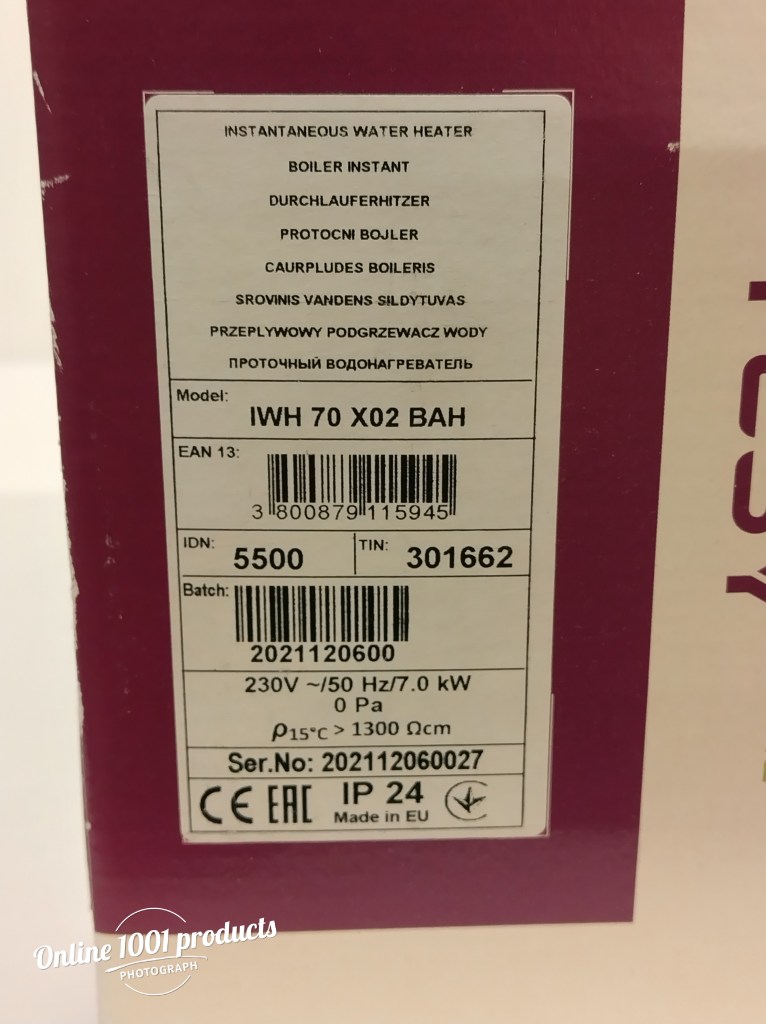 INSTANTANEOUS WATER HEATER
BOILER INSTANT
DURCHLAUFERHITZER
PROTOCNI BOJLER
CAURPLUDES BOILERIS
SROVINIS VANDENS SILDYTUVAS
PRZEPLYWOWY PODGRZEWACZ WODY
ПРОТОЧНЫЙ ВОДОНАГРЕВАТЕЛЬ
Model:
IWH 70 X02 BAH
EAN 13:
3 800879 115945
IDN: 5500 TIN: 301662
Batch:
2021120600
230V ~/50 Hz/7.0 kW
0 Pa
ρ15°C > 1300 Ωcm
Ser.No: 202112060027
CE EAC IP 24
Made in EU
Online 1001 products
PHOTOGRAPH